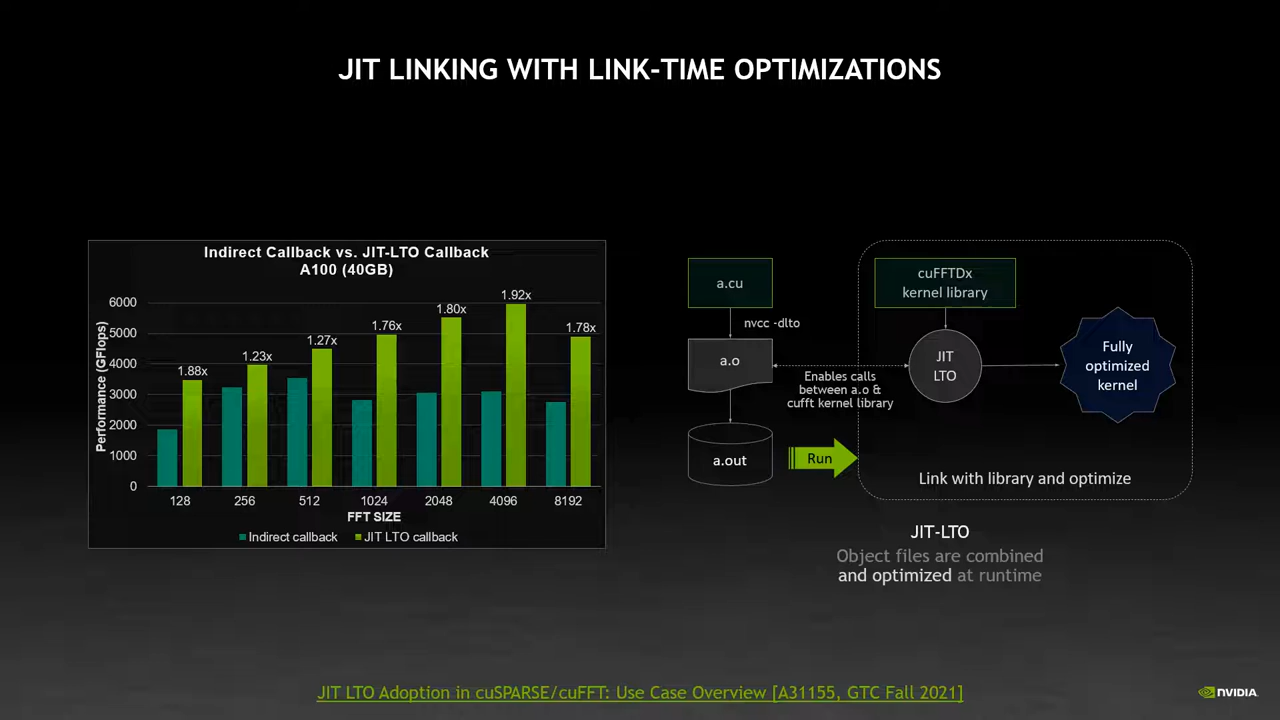 JIT LINKING WITH LINK-TIME OPTIMIZATIONS
Indirect Callback vs. JIT-LTO Callback
A100 (40GB)
Performance (GFlops)
6000
5000
4000
3000
2000
1000
0
1.88x
1.23x
1.27x
1.76x
1.80x
1.92x
1.78x
128 256 512 1024 2048 4096 8192
FFT SIZE
Indirect callback JIT LTO callback
a.cu
nvcc -dlto
a.o
a.out
Enables calls
between a.o &
cufft kernel library
Run
cuFFTDx
kernel library
JIT
LTO
Fully
optimized
kernel
Link with library and optimize
JIT-LTO
Object files are combined
and optimized at runtime
JIT LTO Adoption in cuSPARSE/cuFFT: Use Case Overview [A31155, GTC Fall 2021]
NVIDIA.